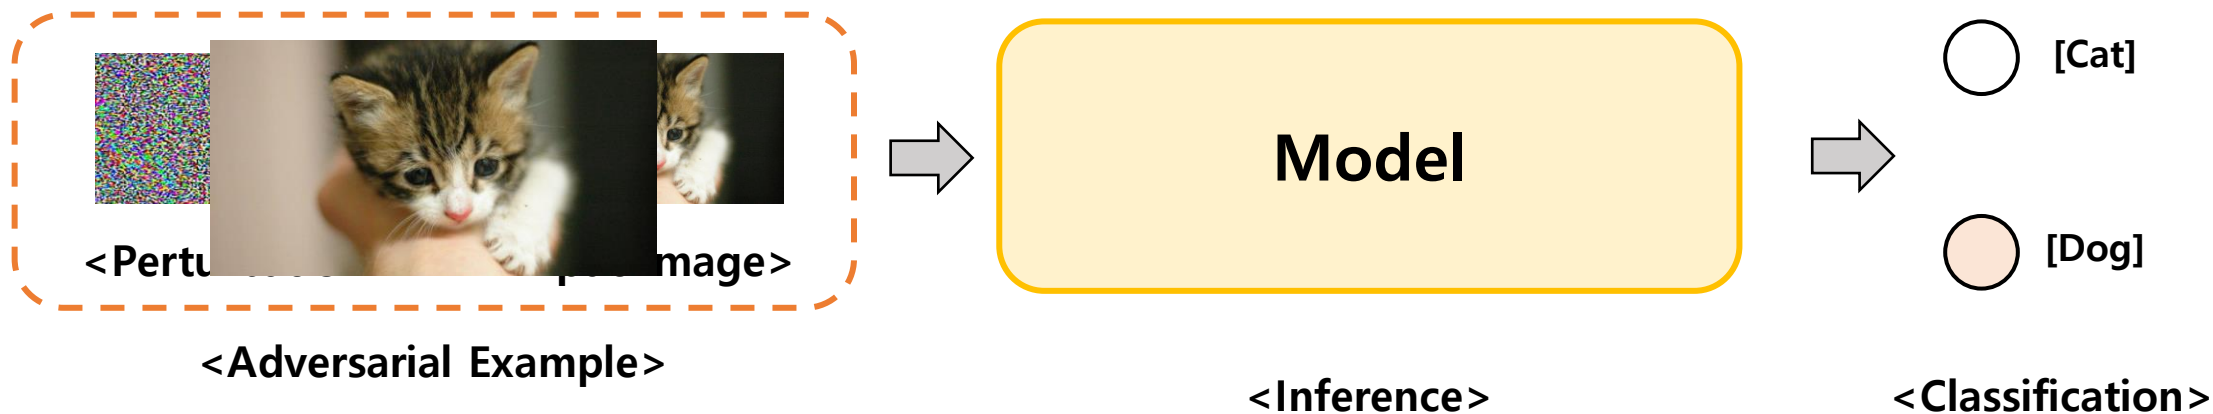 <Pertu
mage>
<Adversarial Example>
Model
<Inference>
[Cat]
[Dog]
<Classification>